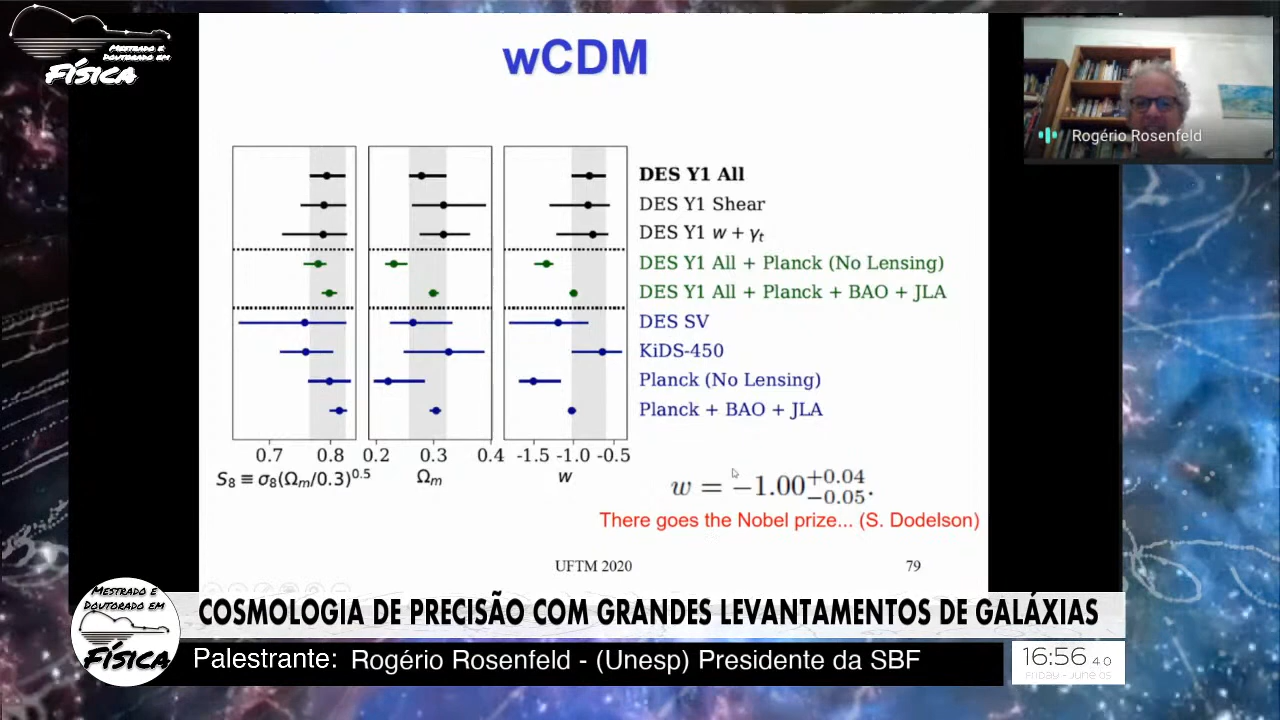 MESTRADO E
DOUTORADO EM
FÍSICA
wCDM
Rogério Rosenfeld
DES Y1 All
DES Y1 Shear
DES Y1 w + γt
DES Y1 All + Planck (No Lensing)
DES Y1 All + Planck + BAO + JLA
DES SV
KiDS-450
Planck (No Lensing)
Planck + BAO + JLA
0.7 0.8 0.2 0.3 0.4 -1.5 -1.0 -0.5
S8 ≡ σ8(Ωm/0.3)^0.5 Ωm w
w = −1.00 +0.04 −0.05.
There goes the Nobel prize... (S. Dodelson)
UFTM 2020 79
MESTRADO E
DOUTORADO EM
FÍSICA
COSMOLOGIA DE PRECISÃO COM GRANDES LEVANTAMENTOS DE GALÁXIAS
Palestrante: Rogério Rosenfeld - (Unesp) Presidente da SBF
16:56 40
FRIDAY - JUNE 05